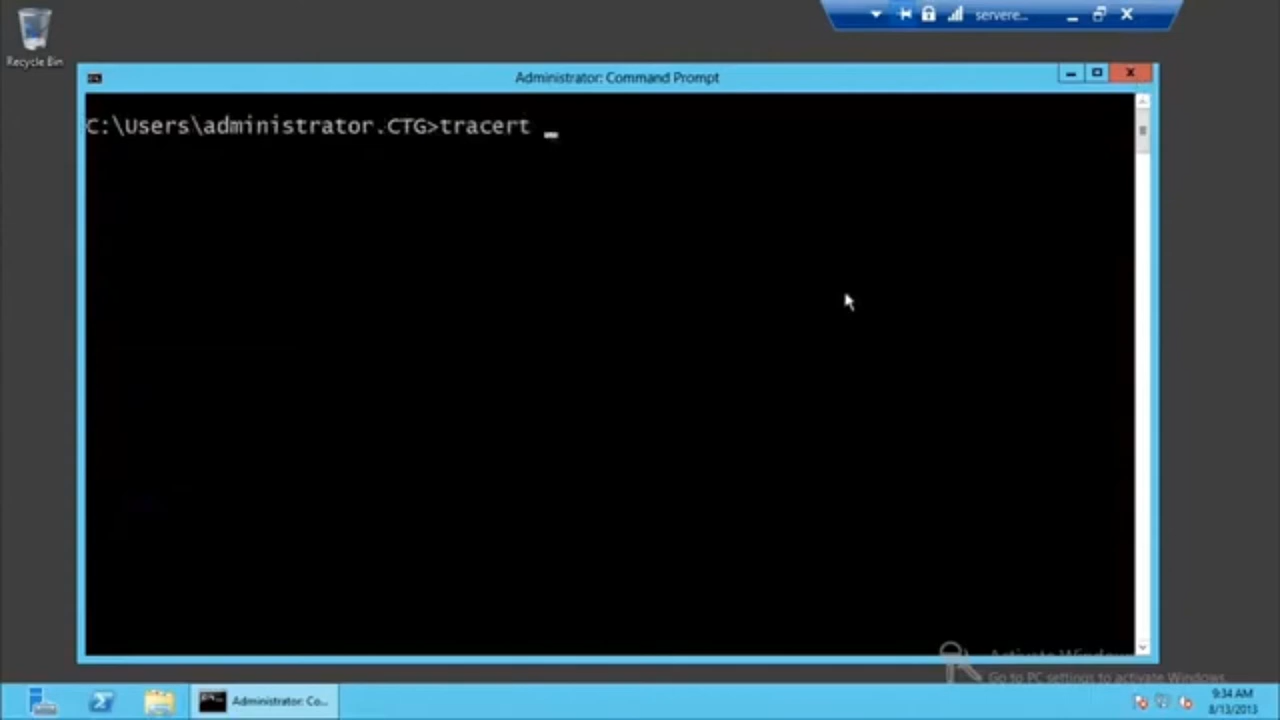 servere...
Recycle Bin
Administrator: Command Prompt
C:\Users\administrator.CTG>tracert _
Activate Windows
Go to PC settings to activate Windows.
Administrator: Co...
9:34 AM
8/13/2013